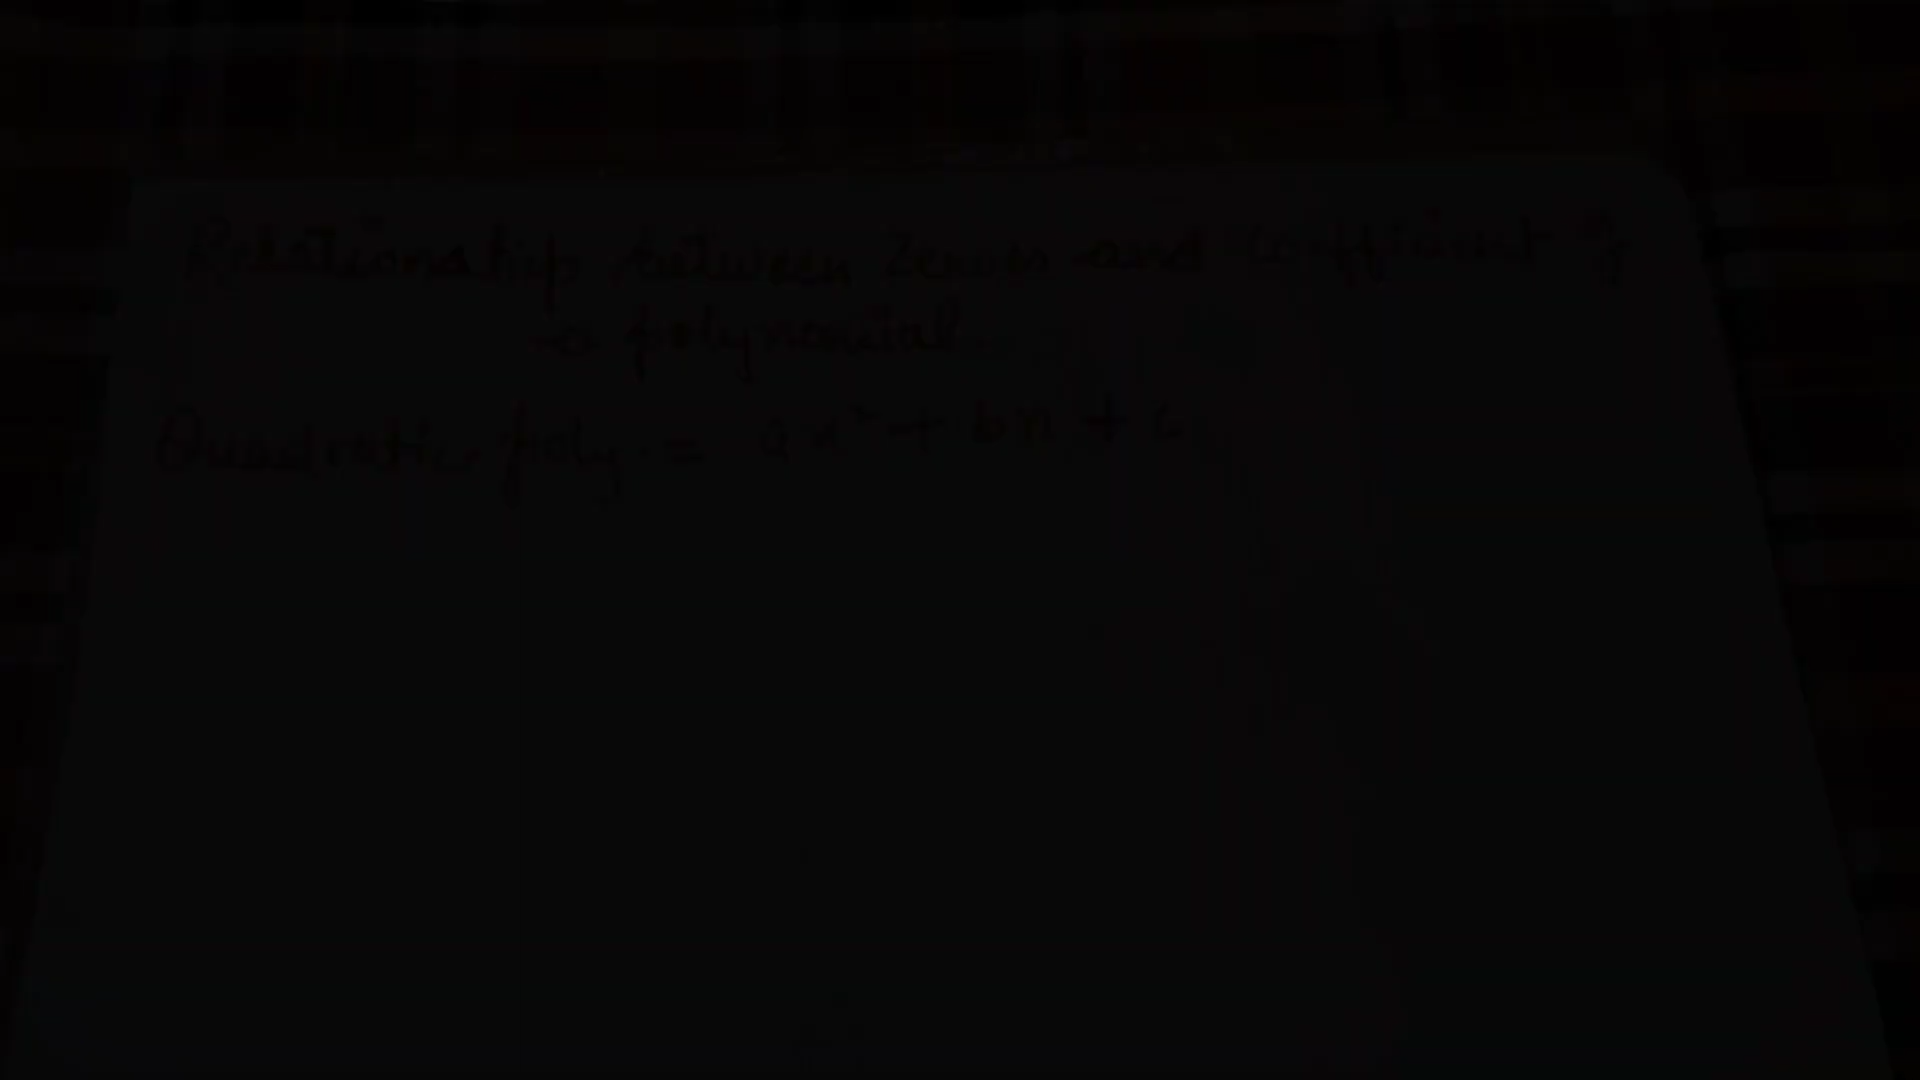 Relationship between Zeroes and Coefficient of
a polynomial.
Quadratic poly. = ax² + bx + c